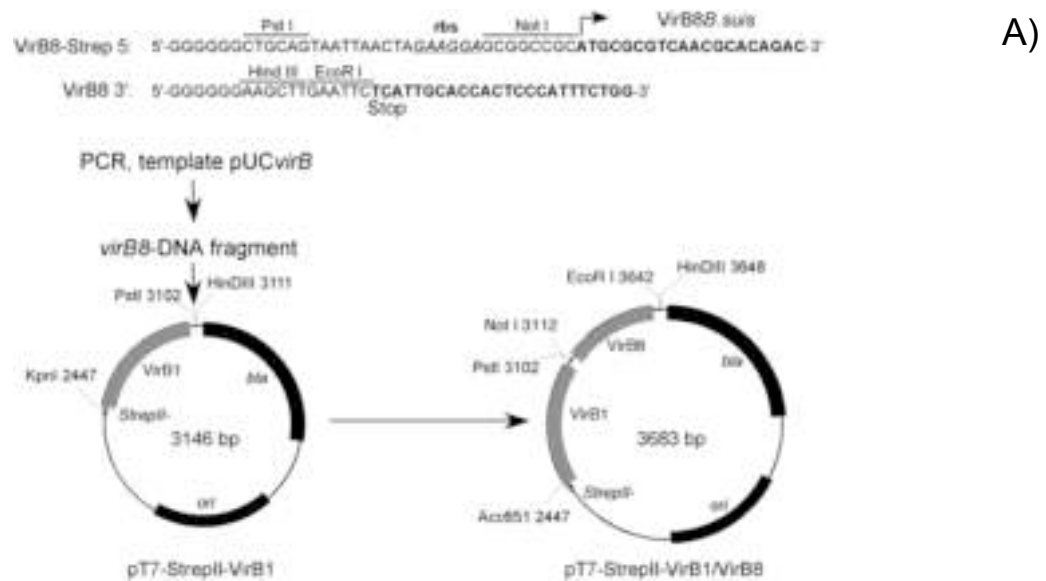 Pst I rbs Not I VirB8B.suis
VirB8-Strep 5: 5'-GGGGGGCTGCAGTAATTAACTAGAAGGAGCGGCCGCATGCGCGTCAACGCACAGAC-3'
A)
Hind III EcoR I
VirB8 3': 5'-GGGGGGAAGCTTGAATTCTCATTGCACCACTCCCATTTCTGG-3'
Stop
PCR, template pUCvirB
virB8-DNA fragment
PstI 3102 HinDIII 3111
KpnI 2447
VirB1
bla
StrepII-
3146 bp
ori
pT7-StrepII-VirB1
EcoR I 3642 HinDIII 3648
Not I 3112
PstI 3102
VirB8
bla
VirB1
3683 bp
StrepII-
Acc651 2447
ori
pT7-StrepII-VirB1/VirB8